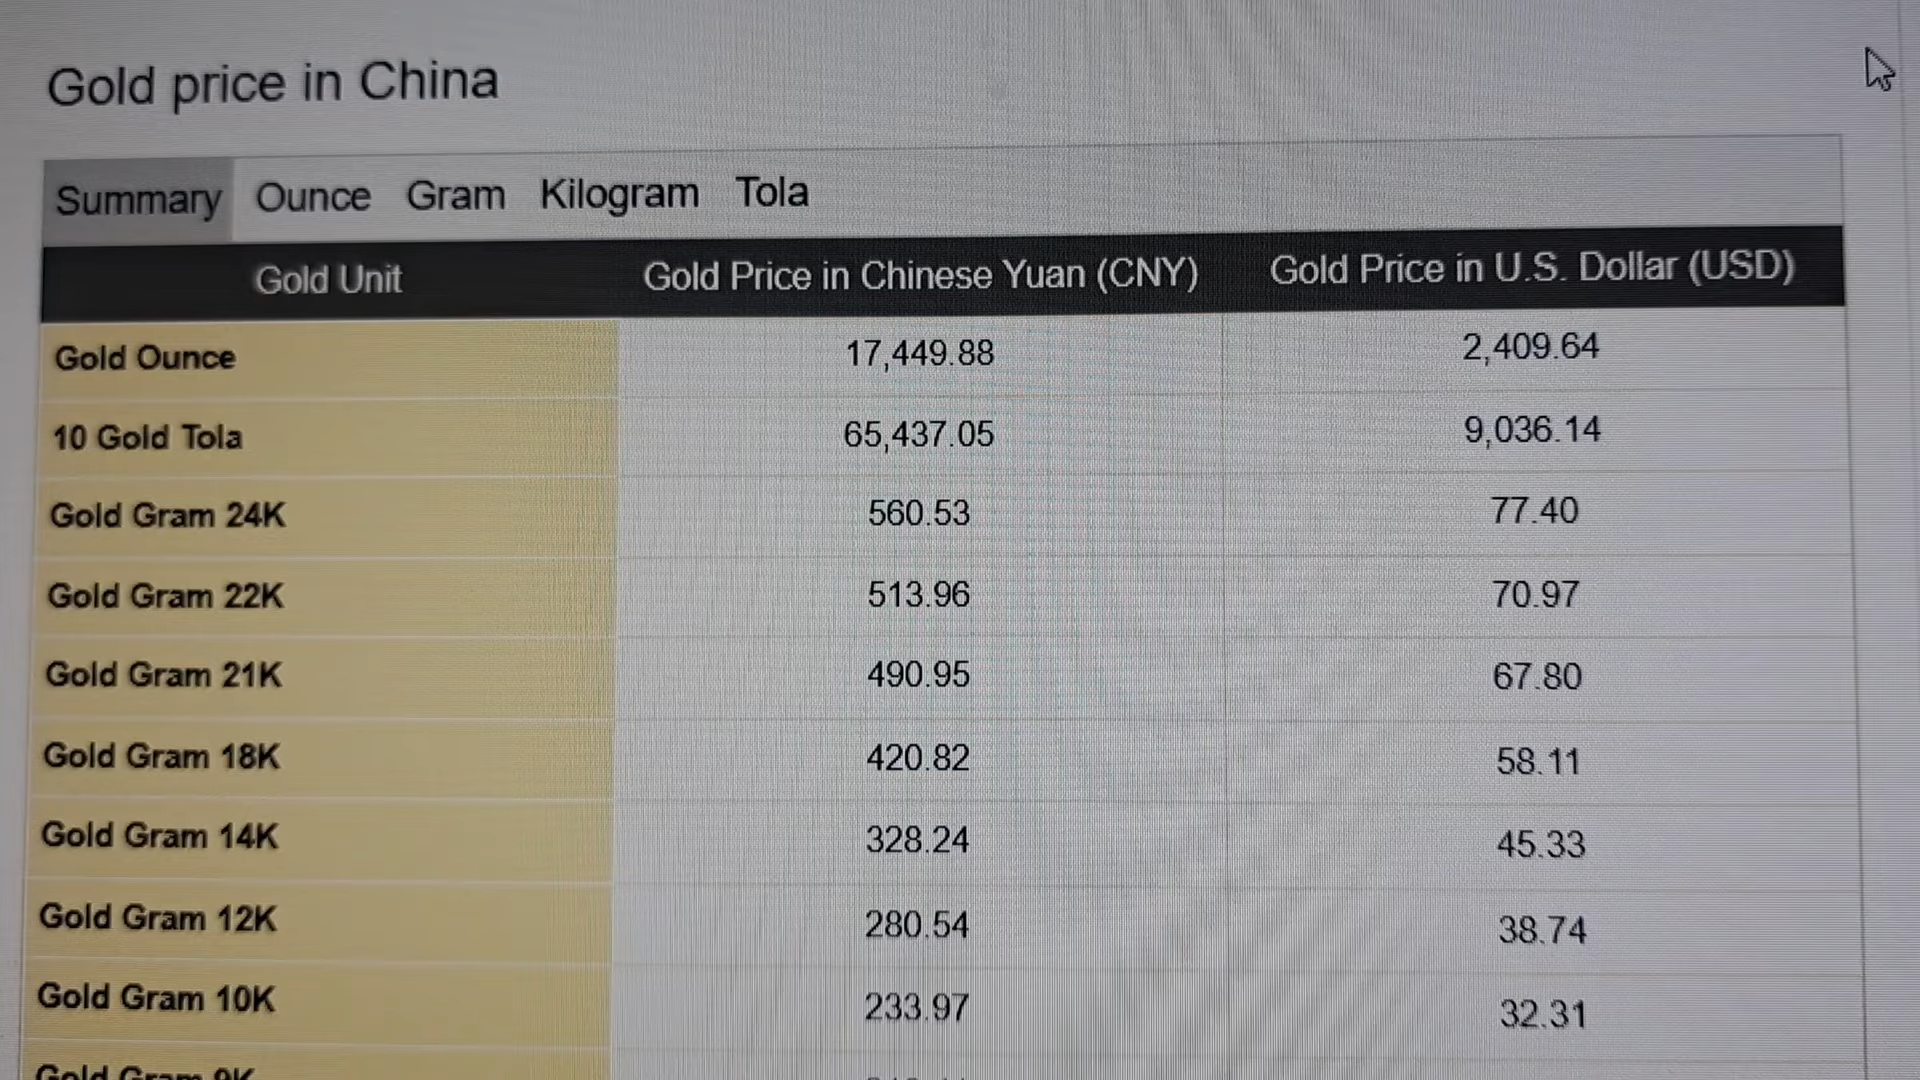 Gold price in China
Summary Ounce Gram Kilogram Tola
Gold Unit Gold Price in Chinese Yuan (CNY) Gold Price in U.S. Dollar (USD)
Gold Ounce 17,449.88 2,409.64
10 Gold Tola 65,437.05 9,036.14
Gold Gram 24K 560.53 77.40
Gold Gram 22K 513.96 70.97
Gold Gram 21K 490.95 67.80
Gold Gram 18K 420.82 58.11
Gold Gram 14K 328.24 45.33
Gold Gram 12K 280.54 38.74
Gold Gram 10K 233.97 32.31
Gold Gram 9K